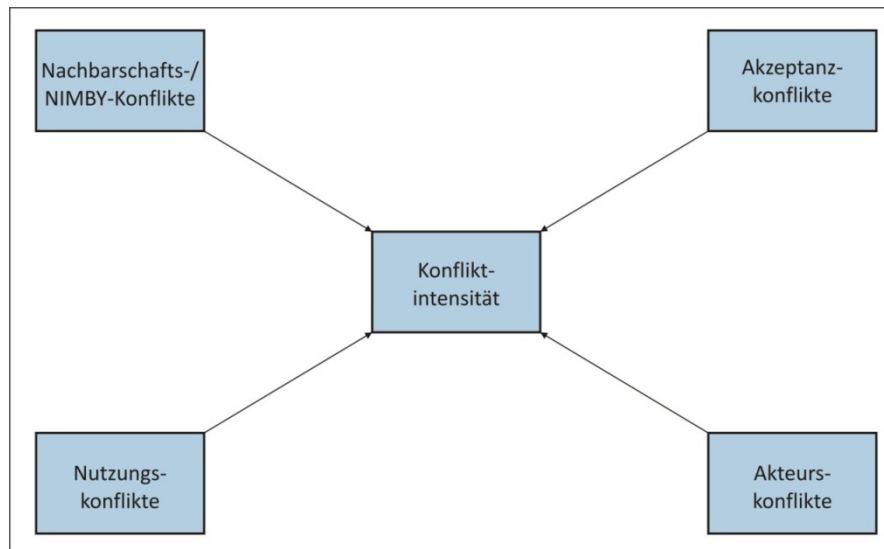 Nachbarschafts-/
NIMBY-Konflikte
Akzeptanz-
konflikte
Konflikt-
intensität
Nutzungs-
konflikte
Akteurs-
konflikte